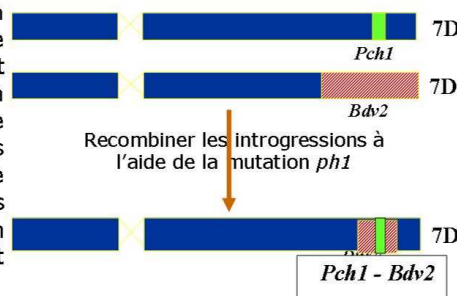 7D
Pch1
7D
Bdv2
Recombiner les introgressions à
l'aide de la mutation ph1
7D
Pch1 - Bdv2